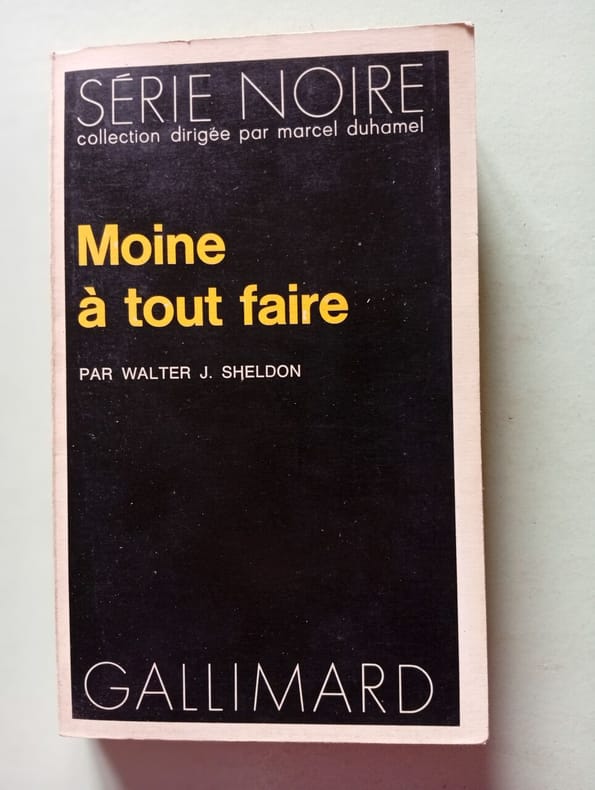 SÉRIE NOIRE
collection dirigée par marcel duhamel
Moine
à tout faire
PAR WALTER J. SHELDON
GALLIMARD